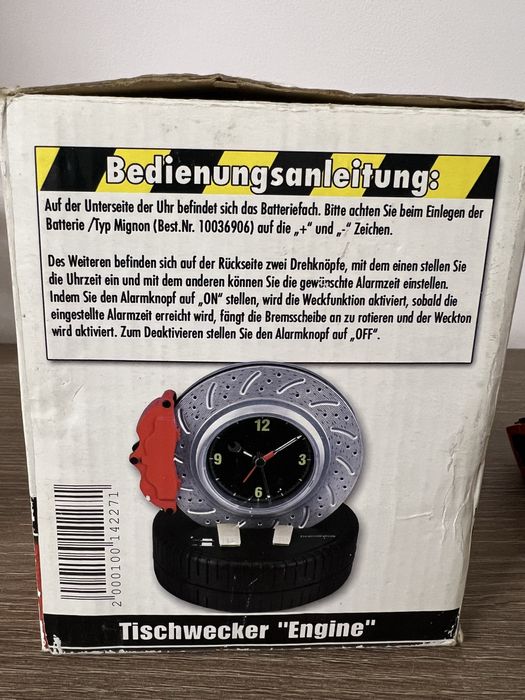 Bedienungsanleitung:
Auf der Unterseite der Uhr befindet sich das Batteriefach. Bitte achten Sie beim Einlegen der
Batterie /Typ Mignon (Best.Nr. 10036906) auf die „+“ und „-“ Zeichen.
Des Weiteren befinden sich auf der Rückseite zwei Drehknöpfe, mit dem einen stellen Sie
die Uhrzeit ein und mit dem anderen können Sie die gewünschte Alarmzeit einstellen.
Indem Sie den Alarmknopf auf „ON“ stellen, wird die Weckfunktion aktiviert, sobald die
eingestellte Alarmzeit erreicht wird, fängt die Bremsscheibe an zu rotieren und der Weckton
wird aktiviert. Zum Deaktivieren stellen Sie den Alarmknopf auf „OFF“.
12
9 3
6
2 000100 142271
Tischwecker "Engine"